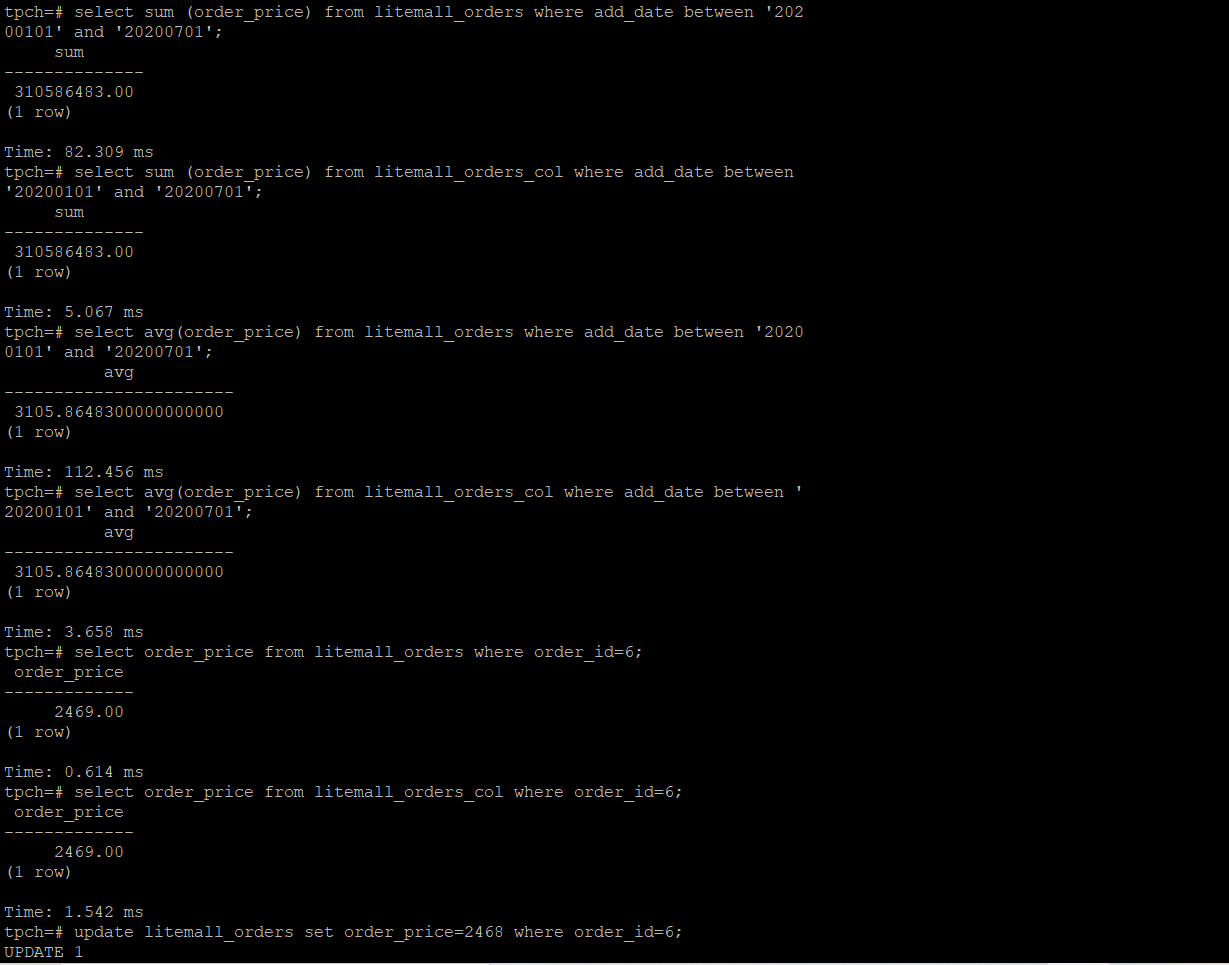 tpch=# select sum (order_price) from litemall_orders where add_date between '202
00101' and '20200701';
     sum
--------------
 310586483.00
(1 row)

Time: 82.309 ms
tpch=# select sum (order_price) from litemall_orders_col where add_date between
'20200101' and '20200701';
     sum
--------------
 310586483.00
(1 row)

Time: 5.067 ms
tpch=# select avg(order_price) from litemall_orders where add_date between '2020
0101' and '20200701';
          avg
-----------------------
 3105.8648300000000000
(1 row)

Time: 112.456 ms
tpch=# select avg(order_price) from litemall_orders_col where add_date between '
20200101' and '20200701';
          avg
-----------------------
 3105.8648300000000000
(1 row)

Time: 3.658 ms
tpch=# select order_price from litemall_orders where order_id=6;
 order_price
-------------
     2469.00
(1 row)

Time: 0.614 ms
tpch=# select order_price from litemall_orders_col where order_id=6;
 order_price
-------------
     2469.00
(1 row)

Time: 1.542 ms
tpch=# update litemall_orders set order_price=2468 where order_id=6;
UPDATE 1